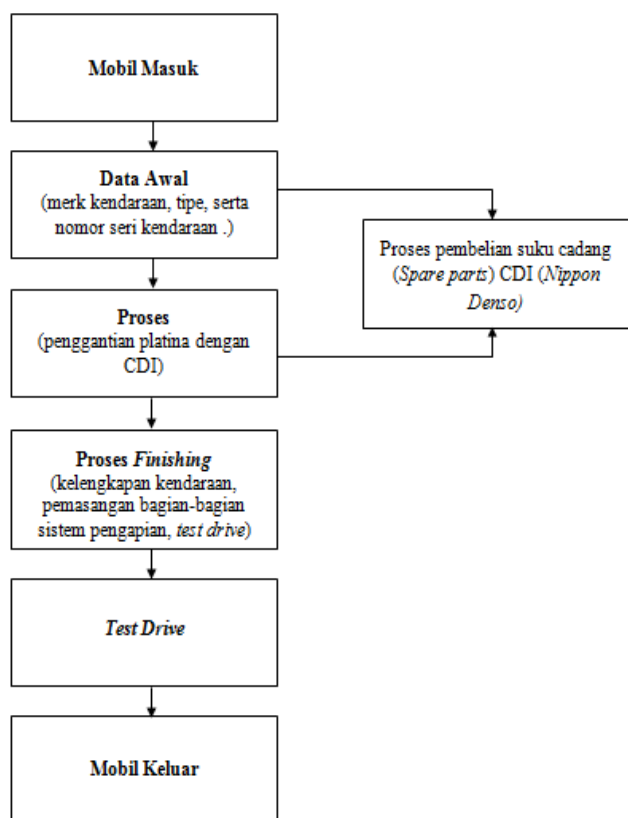 Mobil Masuk
Data Awal
(merk kendaraan, tipe, serta
nomor seri kendaraan .)
Proses pembelian suku cadang
(Spare parts) CDI (Nippon
Denso)
Proses
(penggantian platina dengan
CDI)
Proses Finishing
(kelengkapan kendaraan,
pemasangan bagian-bagian
sistem pengapian, test drive)
Test Drive
Mobil Keluar